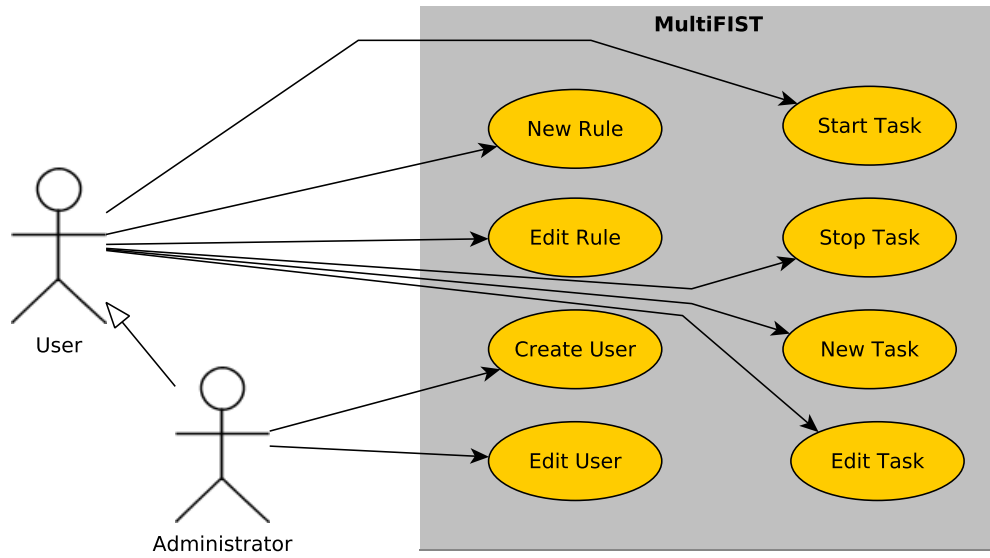 MultiFIST
New Rule
Start Task
Edit Rule
Stop Task
User
Create User
New Task
Edit User
Edit Task
Administrator